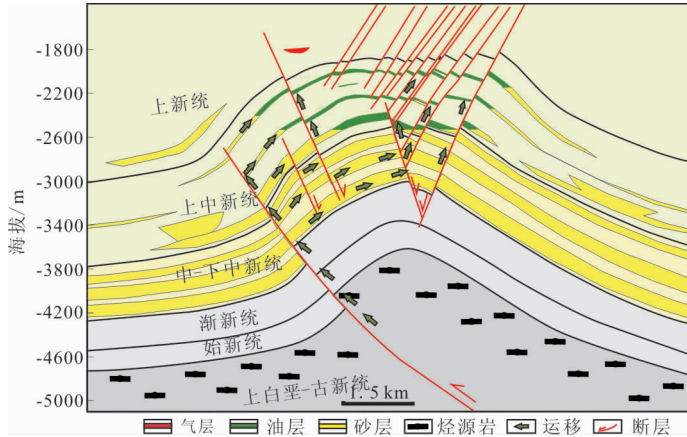 海拔/m
-1800
-2200
-2600
-3000
-3400
-3800
-4200
-4600
-5000
上新统
上中新统
中-下中新统
渐新统
始新统
上白垩-古新统
1.5 km
气层 油层 砂层 烃源岩 运移 断层